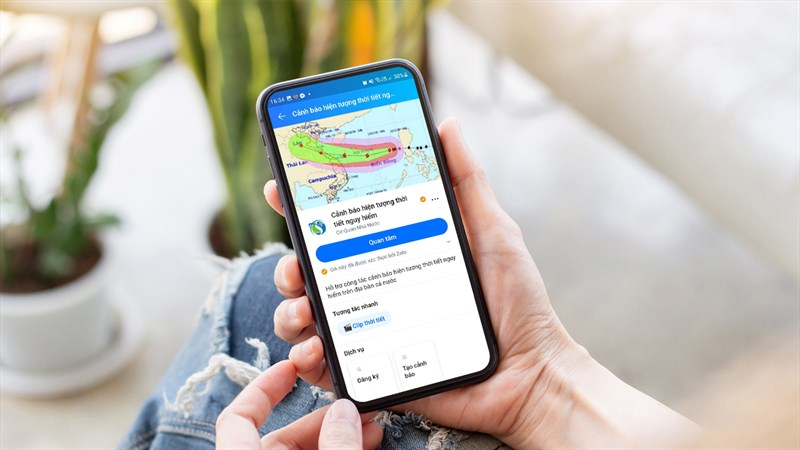 16:34
38%
Cảnh báo hiện tượng thời tiết ng...
Thái Lan
Campuchia
Cảnh báo hiện tượng thời
tiết nguy hiểm
Cơ Quan Nhà Nước
Quan tâm
OA này đã được xác thực bởi Zalo
Hỗ trợ công tác cảnh báo hiện tượng thời tiết nguy
hiểm trên địa bàn cả nước
Tương tác nhanh
Clip thời tiết
Dịch vụ
Đăng ký
Tạo cảnh
báo